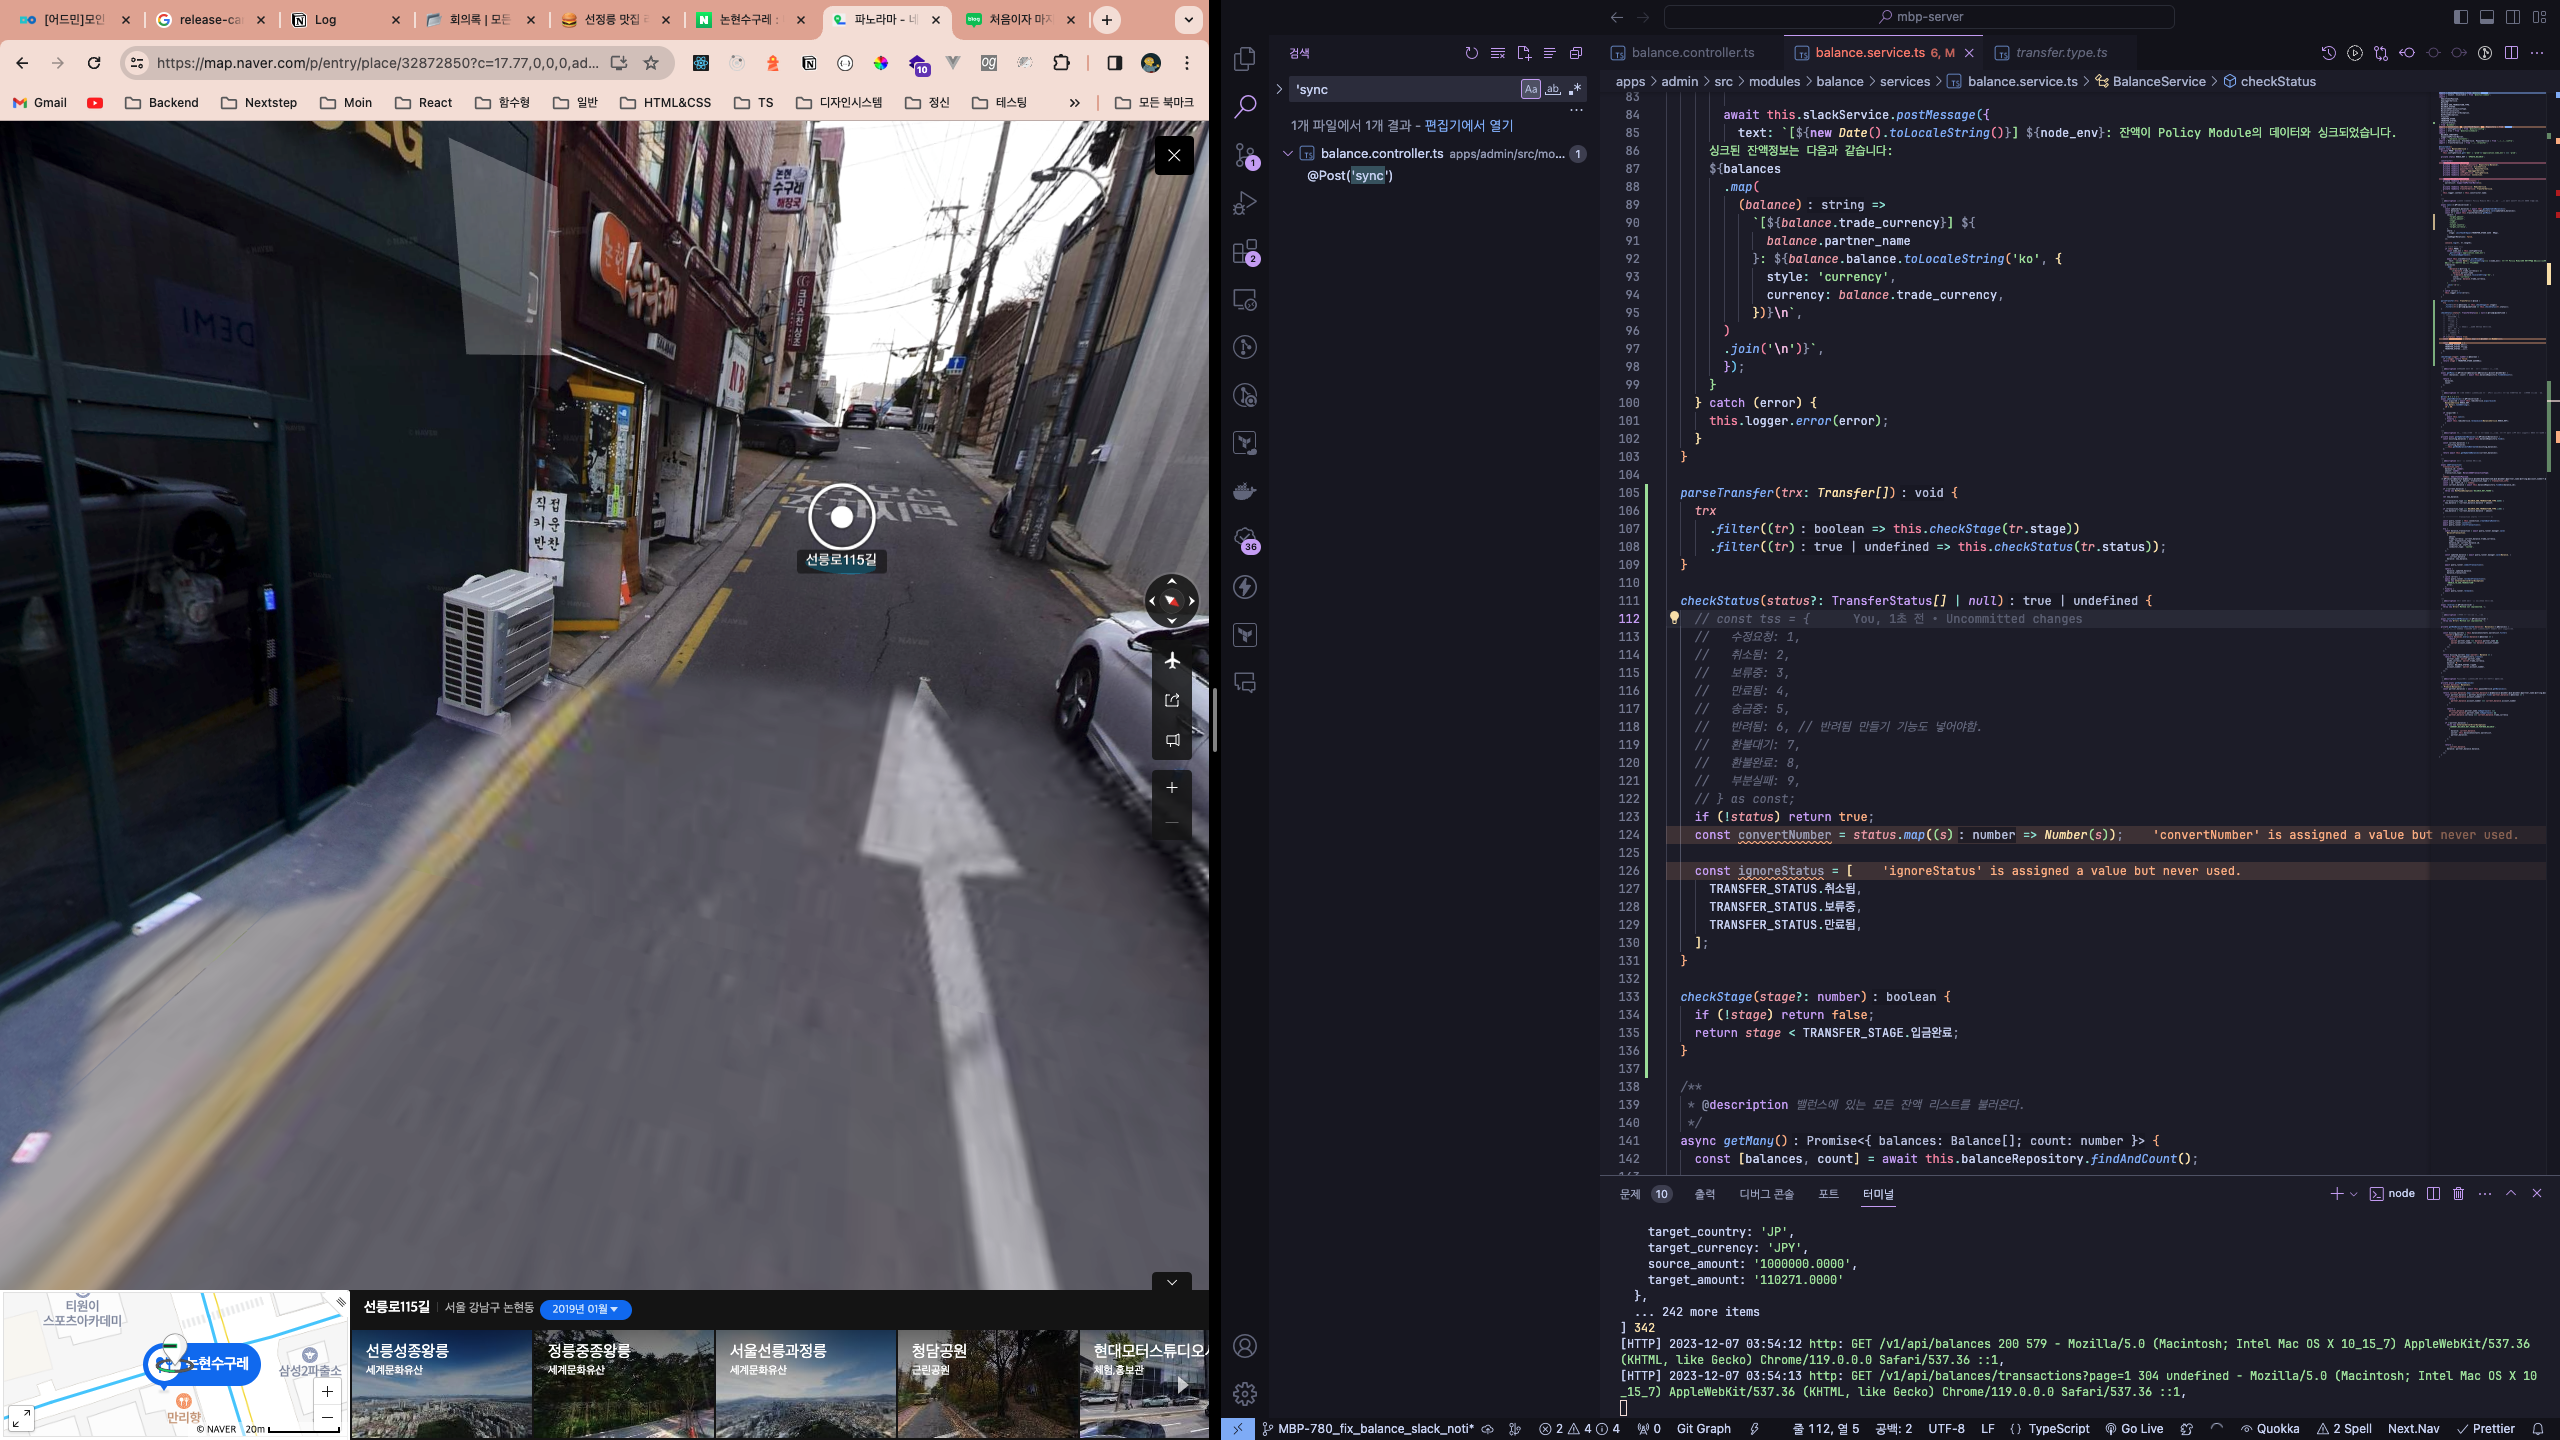 [어드민]모인
release-ca
Log
회의록 | 모든
선정릉 맛집
논현수구레 :
파노라마 - 네
처음이자 마지
https://map.naver.com/p/entry/place/32872850?c=17.77,0,0,0,ad...
10
Gmail
Backend
Nextstep
Moin
React
함수형
일반
HTML&CSS
TS
디자인시스템
정신
테스팅
»
모든 북마크
논현
수구레
해장국
크리스찬상조
DEMI
직접
키운
반찬
선릉로115길
티원이
스포츠아카데미
논현수구레
삼성2파출소
만리향
© NAVER 20m
선릉로115길 서울 강남구 논현동 2019년 01월
선릉성종왕릉
세계문화유산
정릉중종왕릉
세계문화유산
서울선릉과정릉
세계문화유산
청담공원
근린공원
현대모터스튜디오
체험,홍보관
mbp-server
검색
'sync
Aa ab .*
1개 파일에서 1개 결과 - 편집기에서 열기
balance.controller.ts apps/admin/src/mo... 1
@Post('sync')
1
2
36
balance.controller.ts
balance.service.ts 6, M
transfer.type.ts
apps > admin > src > modules > balance > services > balance.service.ts > BalanceService > checkStatus
83
84 await this.slackService.postMessage({
85 text: `[${new Date().toLocaleString()}] ${node_env}: 잔액이 Policy Module의 데이터와 싱크되었습니다.
86 싱크된 잔액정보는 다음과 같습니다:
87 ${balances
88 .map(
89 (balance) : string =>
90 `[${balance.trade_currency}] ${
91 balance.partner_name
92 }: ${balance.balance.toLocaleString('ko', {
93 style: 'currency',
94 currency: balance.trade_currency,
95 })}\n`,
96 )
97 .join('\n')}`,
98 });
99 }
100 } catch (error) {
101 this.logger.error(error);
102 }
103 }
104
105 parseTransfer(trx: Transfer[]) : void {
106 trx
107 .filter((tr) : boolean => this.checkStage(tr.stage))
108 .filter((tr) : true | undefined => this.checkStatus(tr.status));
109 }
110
111 checkStatus(status?: TransferStatus[] | null) : true | undefined {
112 // const tss = { You, 1초 전 • Uncommitted changes
113 // 수정요청: 1,
114 // 취소됨: 2,
115 // 보류중: 3,
116 // 만료됨: 4,
117 // 송금중: 5,
118 // 반려됨: 6, // 반려됨 만들기 기능도 넣어야함.
119 // 환불대기: 7,
120 // 환불완료: 8,
121 // 부분실패: 9,
122 // } as const;
123 if (!status) return true;
124 const convertNumber = status.map((s) : number => Number(s)); 'convertNumber' is assigned a value but never used.
125
126 const ignoreStatus = [ 'ignoreStatus' is assigned a value but never used.
127 TRANSFER_STATUS.취소됨,
128 TRANSFER_STATUS.보류중,
129 TRANSFER_STATUS.만료됨,
130 ];
131 }
132
133 checkStage(stage?: number) : boolean {
134 if (!stage) return false;
135 return stage < TRANSFER_STAGE.입금완료;
136 }
137
138 /**
139 * @description 밸런스에 있는 모든 잔액 리스트를 불러온다.
140 */
141 async getMany() : Promise<{ balances: Balance[]; count: number }> {
142 const [balances, count] = await this.balanceRepository.findAndCount();
문제 10 출력 디버그 콘솔 포트 터미널
node
target_country: 'JP',
target_currency: 'JPY',
source_amount: '1000000.0000',
target_amount: '110271.0000'
},
... 242 more items
] 342
[HTTP] 2023-12-07 03:54:12 http: GET /v1/api/balances 200 579 - Mozilla/5.0 (Macintosh; Intel Mac OS X 10_15_7) AppleWebKit/537.36
(KHTML, like Gecko) Chrome/119.0.0.0 Safari/537.36 ::1,
[HTTP] 2023-12-07 03:54:13 http: GET /v1/api/balances/transactions?page=1 304 undefined - Mozilla/5.0 (Macintosh; Intel Mac OS X 10
_15_7) AppleWebKit/537.36 (KHTML, like Gecko) Chrome/119.0.0.0 Safari/537.36 ::1,
MBP-780_fix_balance_slack_noti* 2 4 4 0 Git Graph 줄 112, 열 5 공백: 2 UTF-8 LF {} TypeScript Go Live Quokka 2 Spell Next.Nav Prettier